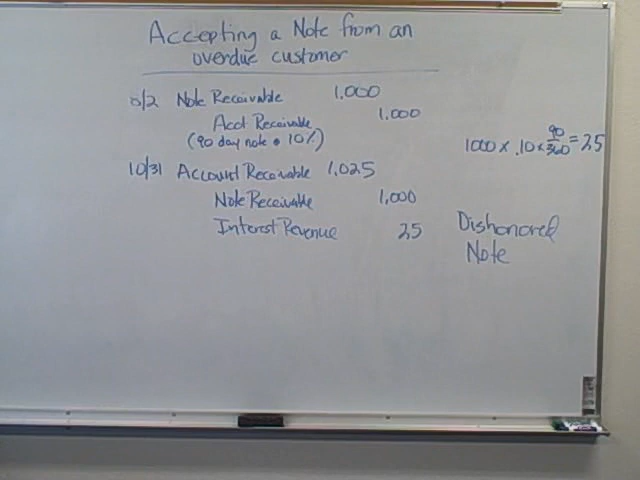 Accepting a Note from an
overdue customer
8/2 Note Receivable 1,000
Acct Receivable 1,000
(90 day note @ 10%)
1000 x .10 x 90/360 = 25
10/31 Account Receivable 1,025
Note Receivable 1,000
Interest Revenue 25
Dishonored
Note